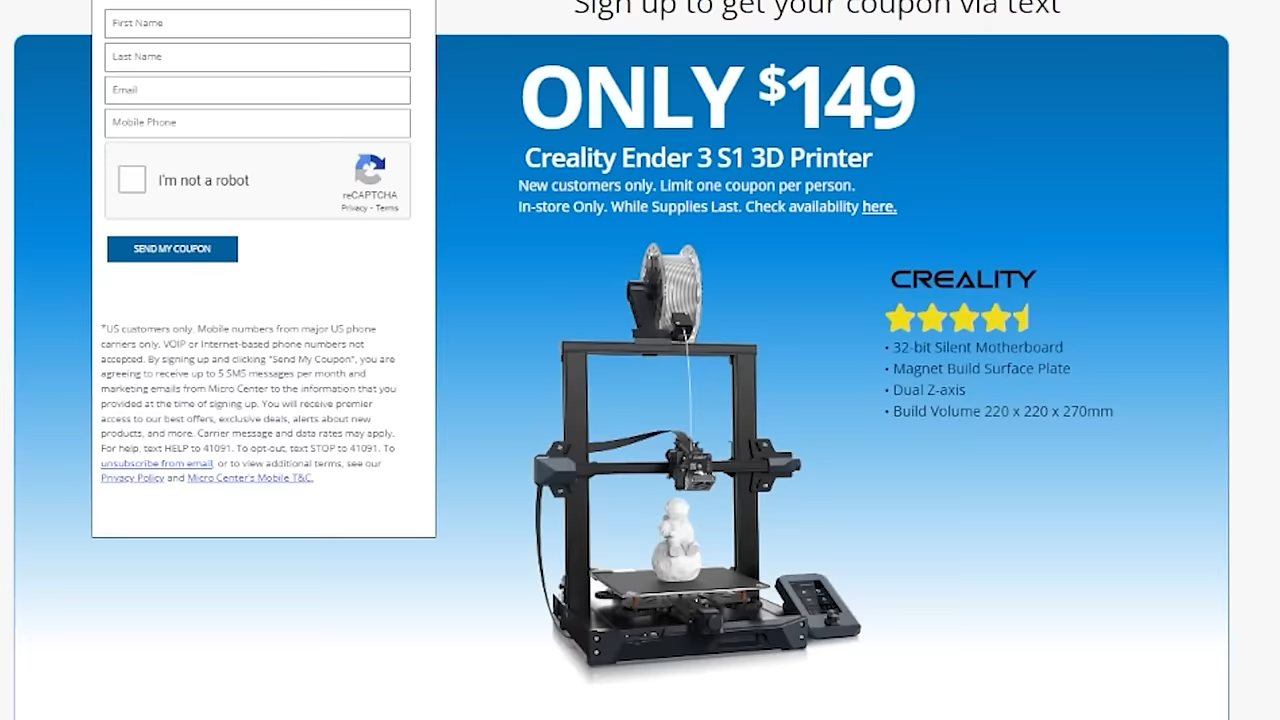 Sign up to get your coupon via text
First Name
Last Name
Email
Mobile Phone
I'm not a robot
reCAPTCHA
Privacy - Terms
SEND MY COUPON
*US customers only. Mobile numbers from major US phone
carriers only. VOIP or Internet-based phone numbers not
accepted. By signing up and clicking "Send My Coupon", you are
agreeing to receive up to 5 SMS messages per month and
marketing emails from Micro Center to the information that you
provided at the time of signing up. You will receive premier
access to our best offers, exclusive deals, alerts about new
products, and more. Carrier message and data rates may apply.
For help, text HELP to 41091. To opt-out, text STOP to 41091. To
unsubscribe from email, or to view additional terms, see our
Privacy Policy and Micro Center's Mobile T&C.
ONLY $149
Creality Ender 3 S1 3D Printer
New customers only. Limit one coupon per person.
In-store Only. While Supplies Last. Check availability here.
CREALITY
• 32-bit Silent Motherboard
• Magnet Build Surface Plate
• Dual Z-axis
• Build Volume 220 x 220 x 270mm